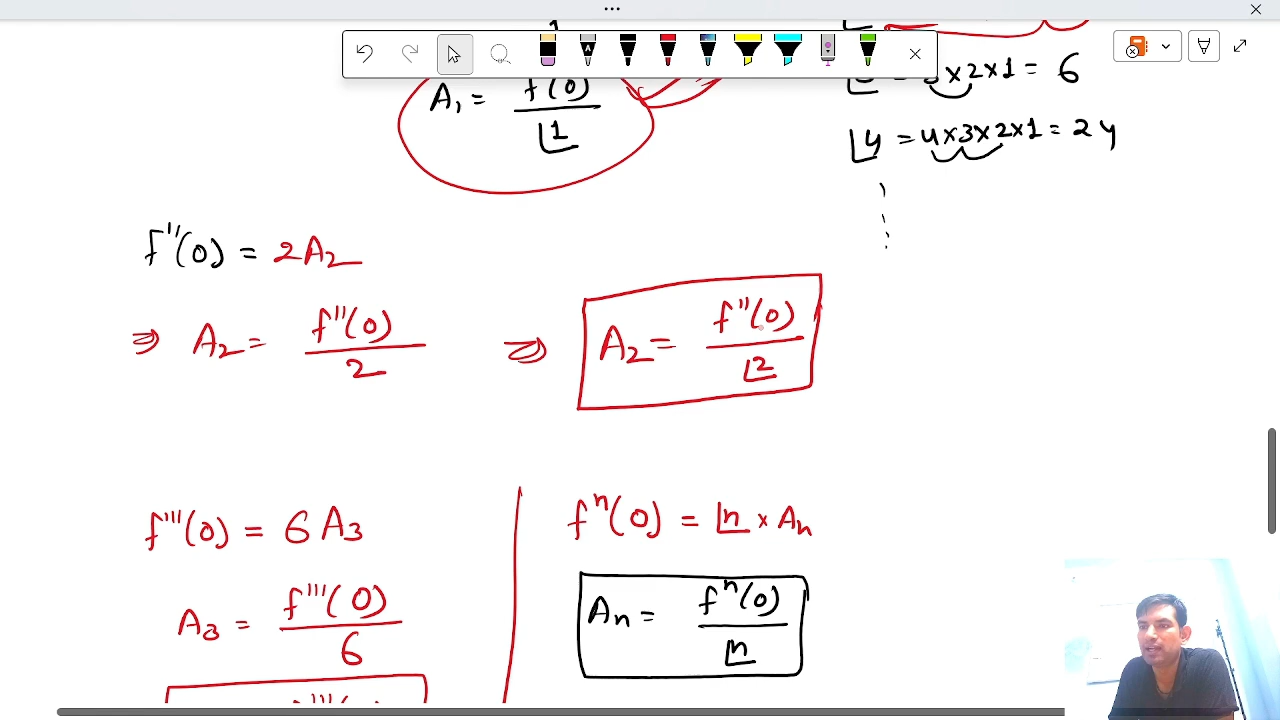 A₁ = f'(0) / ⌊1
= 3×2×1 = 6
⌊4 = 4×3×2×1 = 24
f''(0) = 2A₂
⇒ A₂ = f''(0) / 2 ⇒ A₂ = f''(0) / ⌊2
f'''(0) = 6A₃
A₃ = f'''(0) / 6
fⁿ(0) = ⌊n × Aₙ
Aₙ = fⁿ(0) / ⌊n